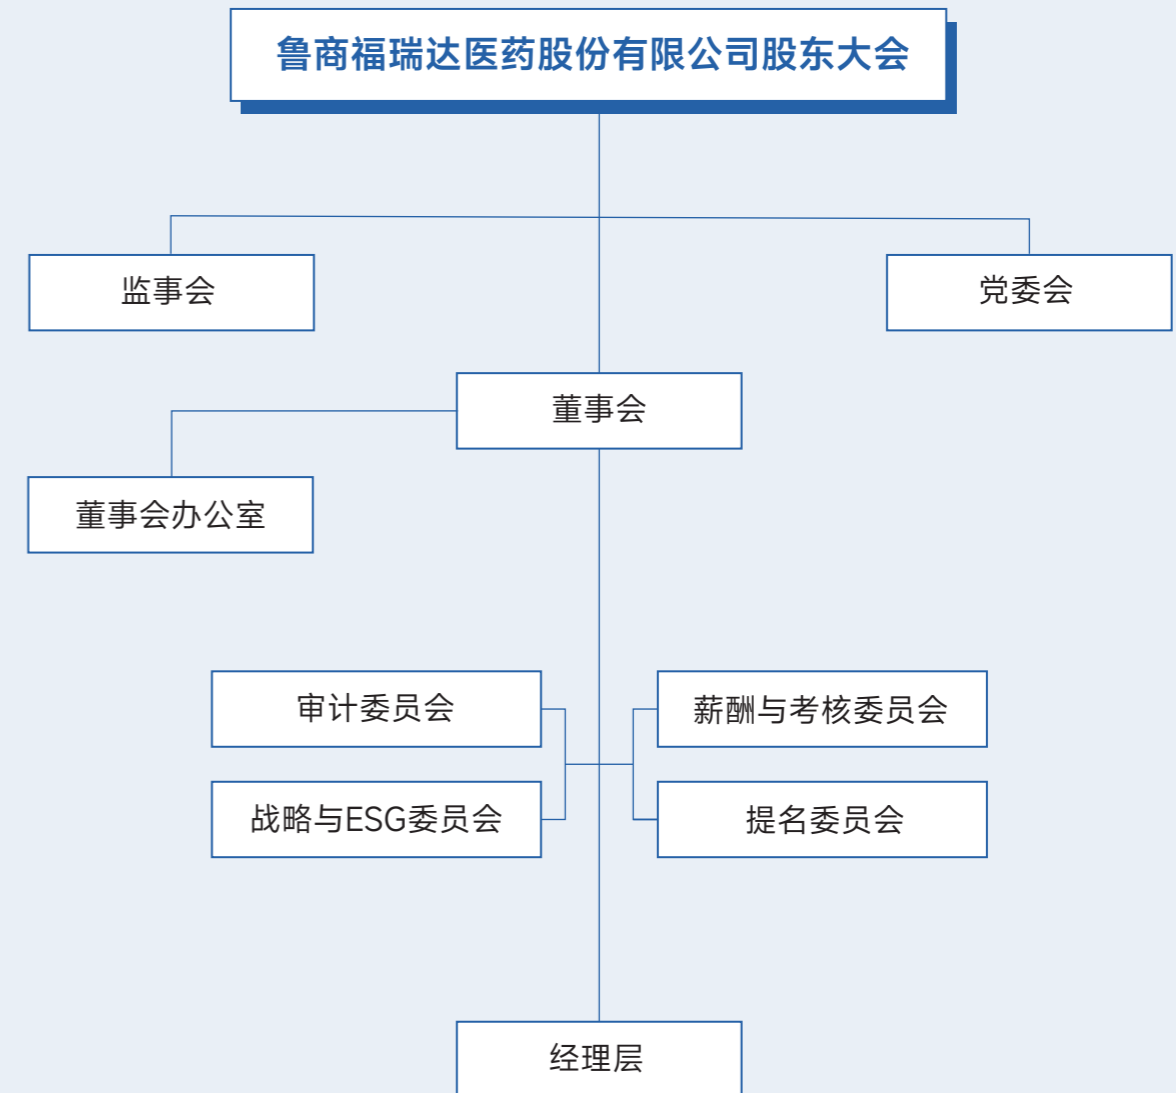 鲁商福瑞达医药股份有限公司股东大会
监事会
党委会
董事会
董事会办公室
审计委员会
薪酬与考核委员会
战略与ESG委员会
提名委员会
经理层